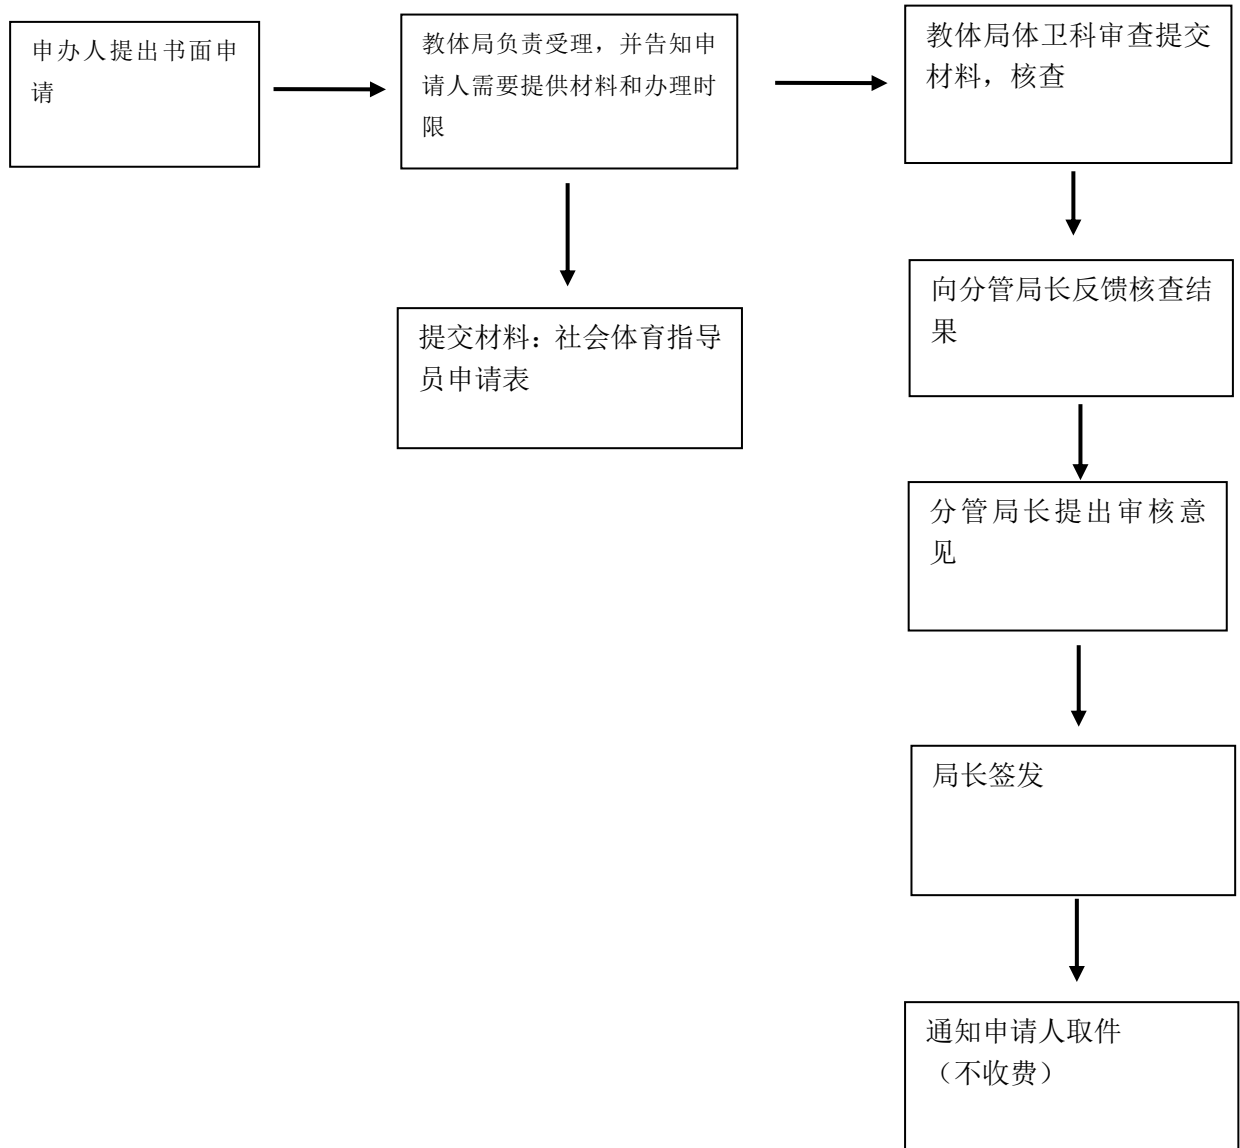 申办人提出书面申
请
教体局负责受理，并告知申
请人需要提供材料和办理时
限
教体局体卫科审查提交
材料，核查
提交材料：社会体育指导
员申请表
向分管局长反馈核查结
果
分管局长提出审核意
见
局长签发
通知申请人取件
（不收费）